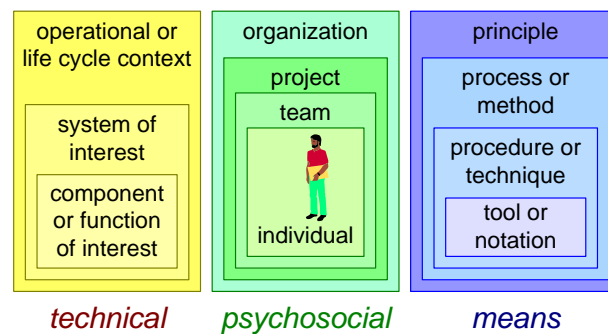 operational or
life cycle context
system of
interest
component
or function
of interest
organization
project
team
individual
principle
process or
method
procedure or
technique
tool or
notation
technical
psychosocial
means